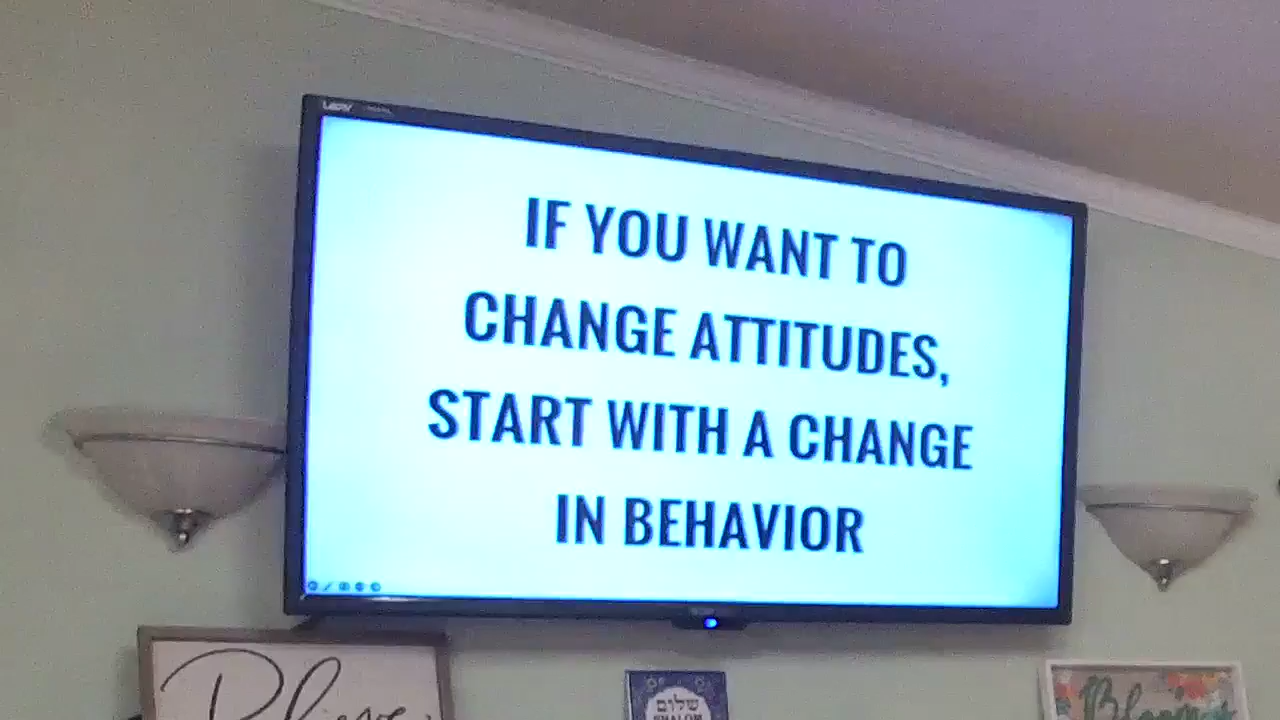 IF YOU WANT TO
CHANGE ATTITUDES,
START WITH A CHANGE
IN BEHAVIOR
שלום
SHALOM